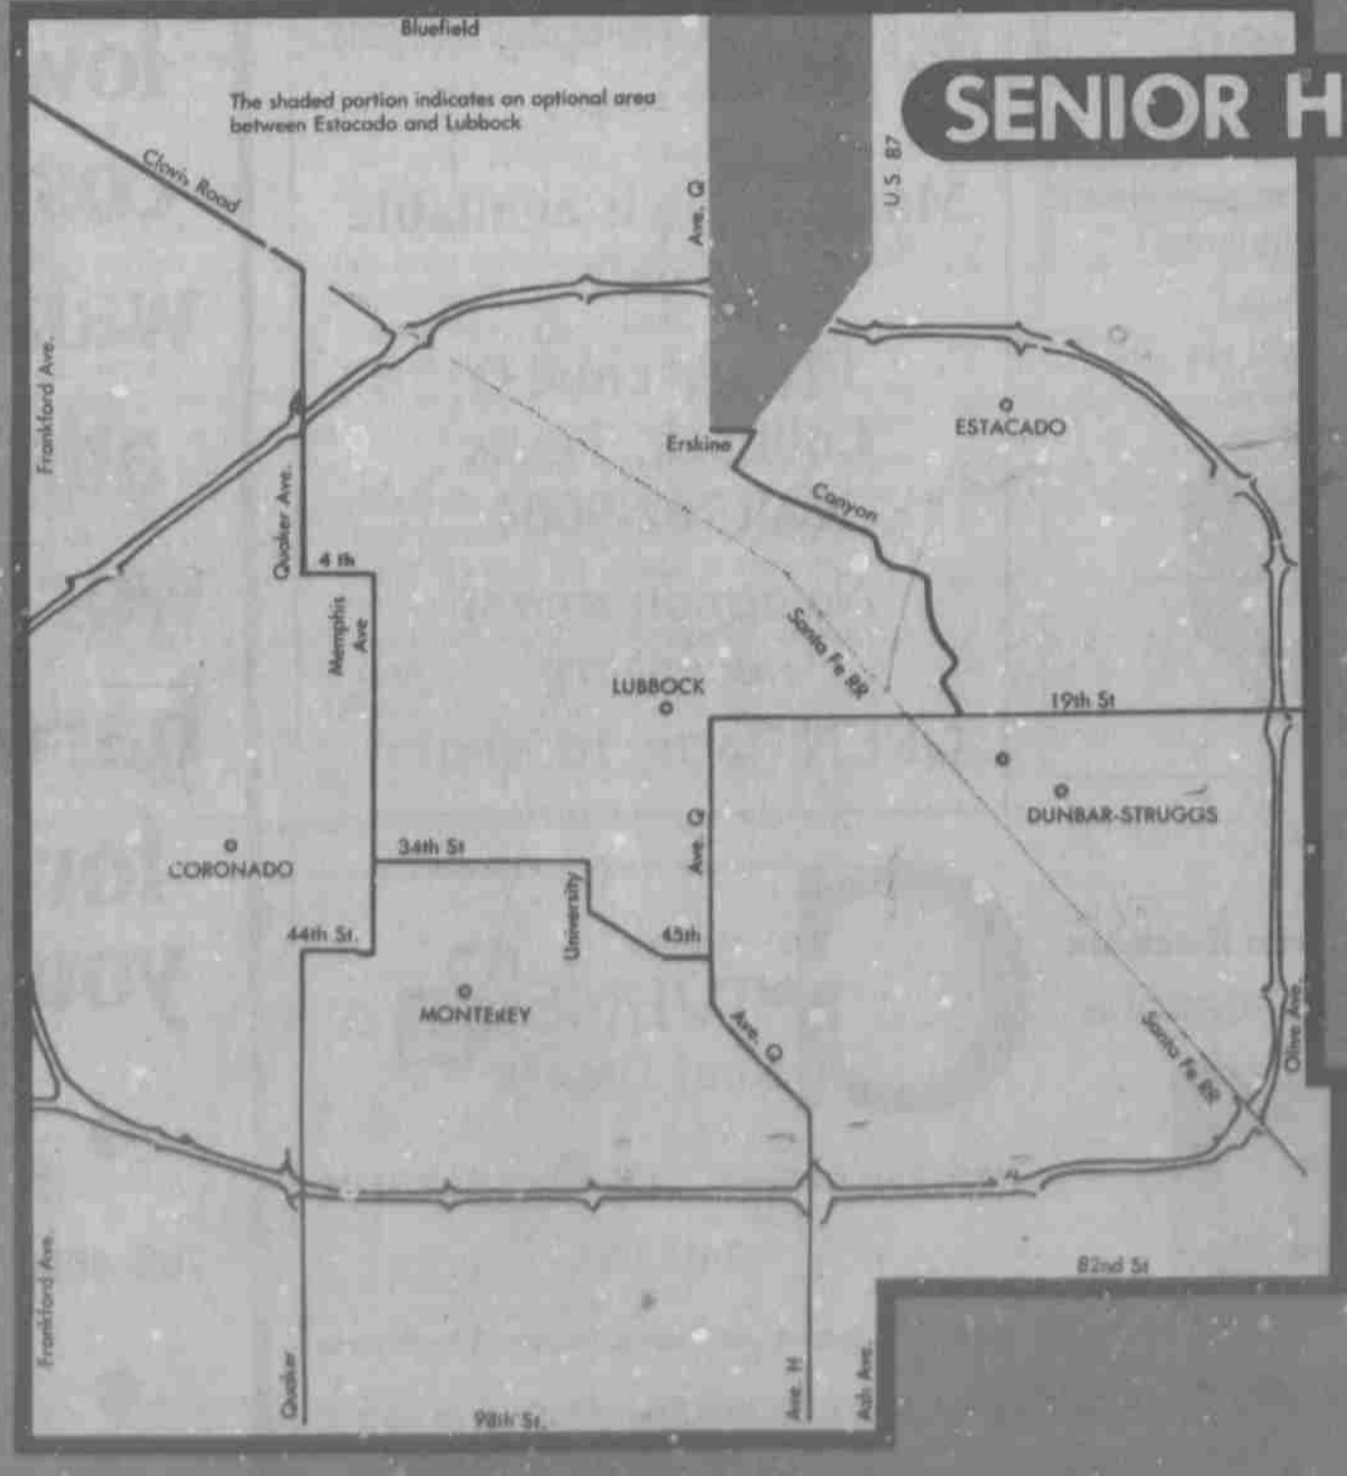 Bluefield
The shaded portion indicates an optional area
between Estacado and Lubbock
SENIOR H
Clovis Road
Ave. Q
U.S. 87
Frankford Ave.
ESTACADO
Erskine
Quaker Ave.
Canyon
4 th
Memphis
Ave
Santa Fe RR
LUBBOCK
19th St
DUNBAR-STRUGGS
Ave. Q
34th St
CORONADO
University
44th St.
45th
MONTEREY
Ave. Q
Olive Ave.
Santa Fe RR
Frankford Ave.
82nd St
Quaker
Ave. H
Ash Ave.
98th St.